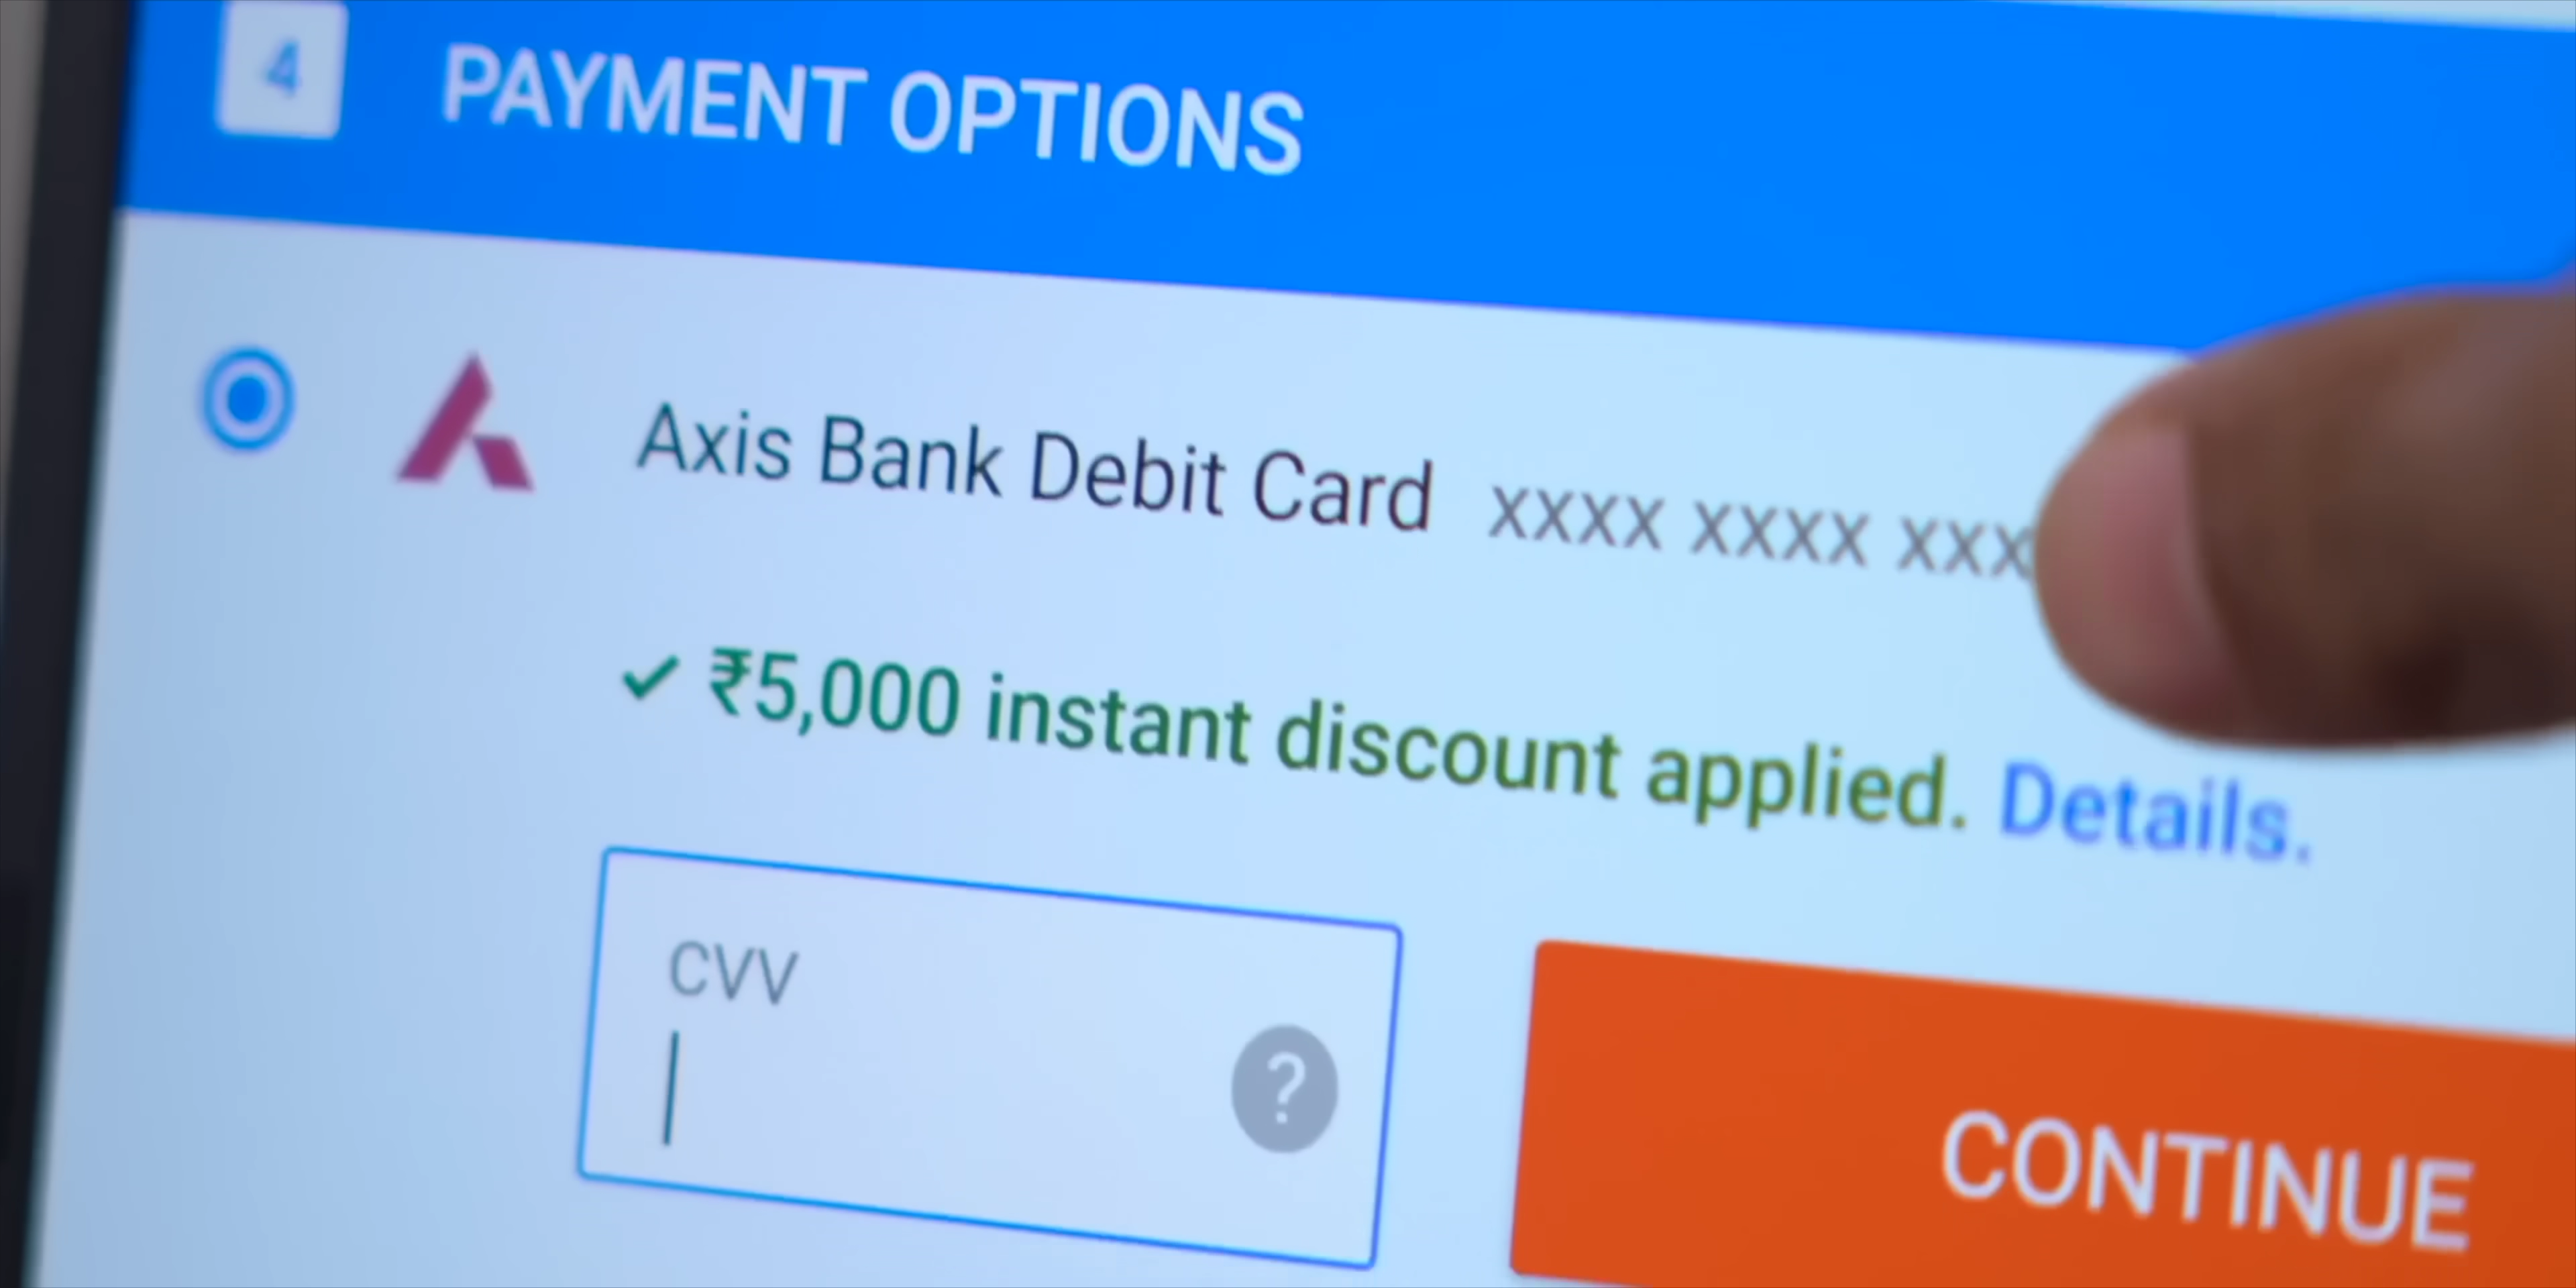 4 PAYMENT OPTIONS
Axis Bank Debit Card xxxx xxxx xxx
✓ ₹5,000 instant discount applied. Details.
CVV
?
CONTINUE